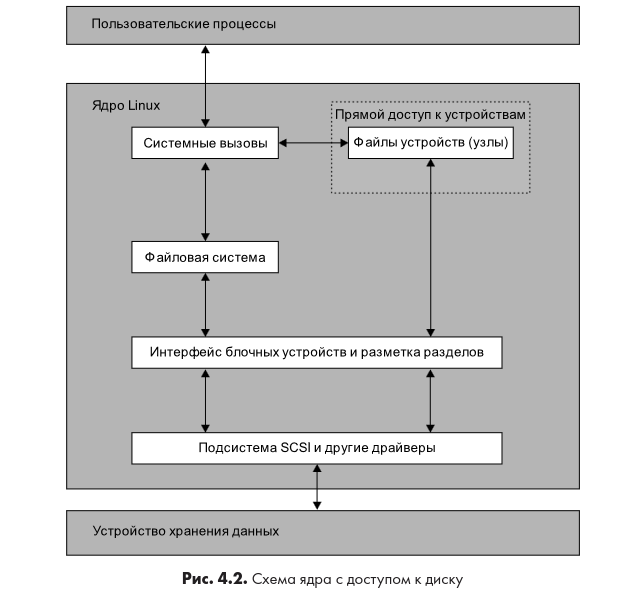 Пользовательские процессы
Ядро Linux
Прямой доступ к устройствам
Системные вызовы
Файлы устройств (узлы)
Файловая система
Интерфейс блочных устройств и разметка разделов
Подсистема SCSI и другие драйверы
Устройство хранения данных
Рис. 4.2. Схема ядра с доступом к диску